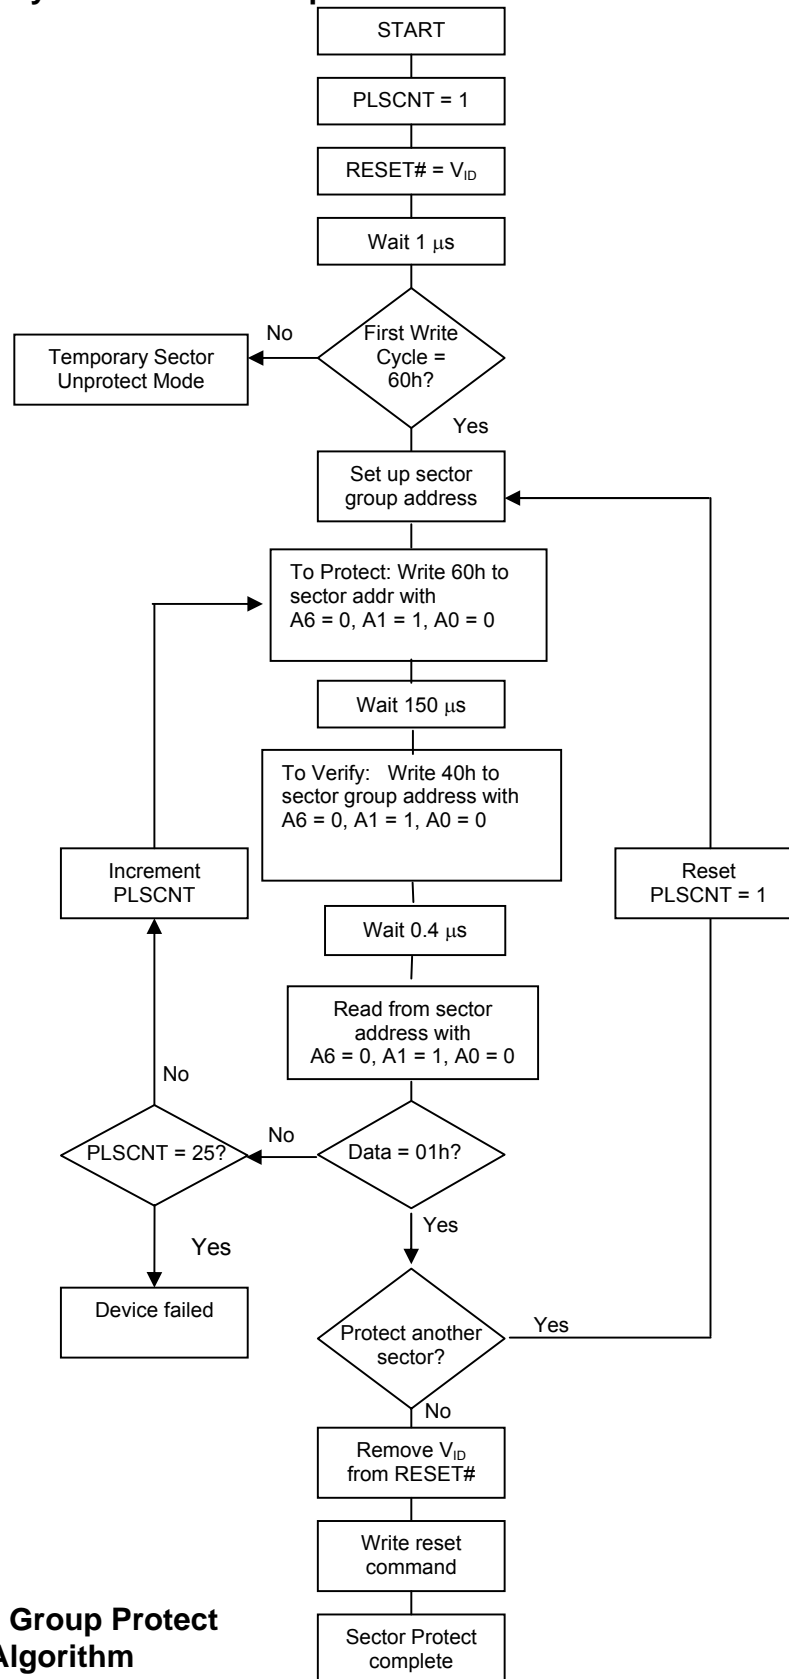 START
PLSCNT = 1
RESET# = VID
Wait 1 μs
First Write
Cycle =
60h?
No
Temporary Sector
Unprotect Mode
Yes
Set up sector
group address
To Protect: Write 60h to
sector addr with
A6 = 0, A1 = 1, A0 = 0
Wait 150 μs
To Verify: Write 40h to
sector group address with
A6 = 0, A1 = 1, A0 = 0
Increment
PLSCNT
Reset
PLSCNT = 1
Wait 0.4 μs
Read from sector
address with
A6 = 0, A1 = 1, A0 = 0
No
PLSCNT = 25?
No
Data = 01h?
Yes
Yes
Device failed
Protect another
sector?
Yes
No
Remove VID
from RESET#
Write reset
command
Group Protect
Algorithm
Sector Protect
complete